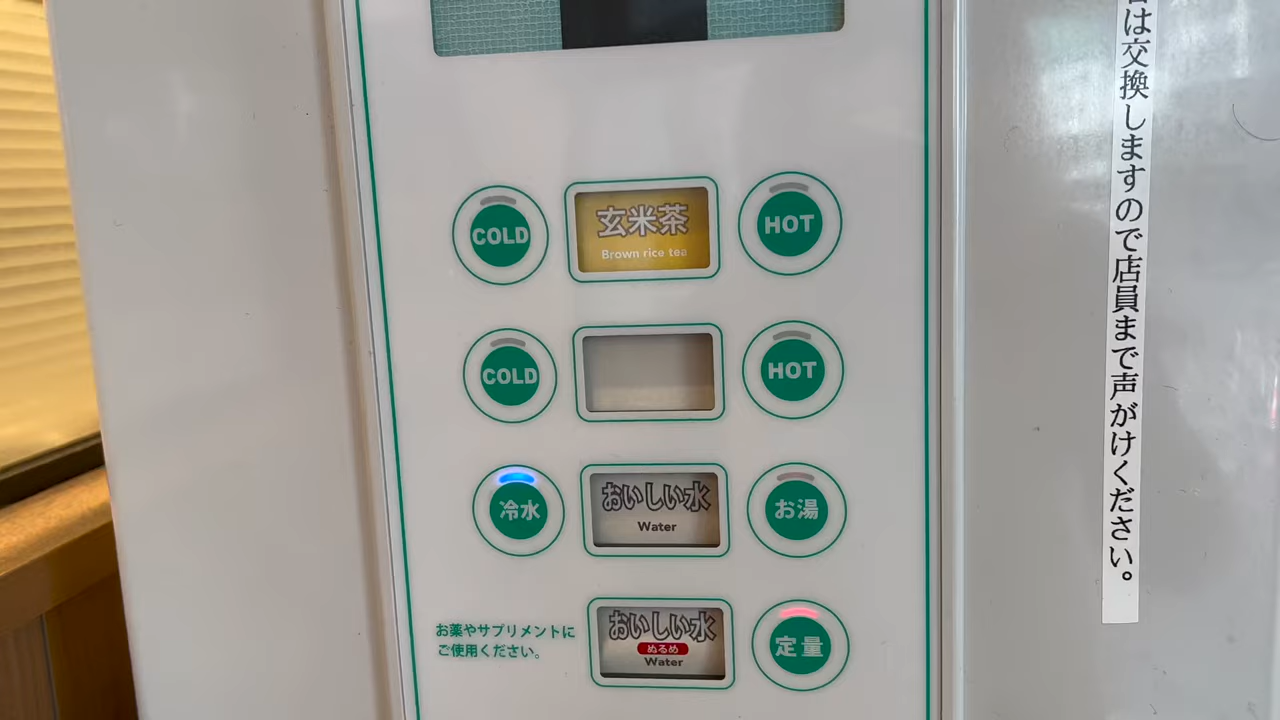 COLD
玄米茶
Brown rice tea
HOT
COLD
HOT
冷水
おいしい水
Water
お湯
お薬やサプリメントに
ご使用ください。
おいしい水
ぬるめ
Water
定量
は交換しますので店員まで声がけください。